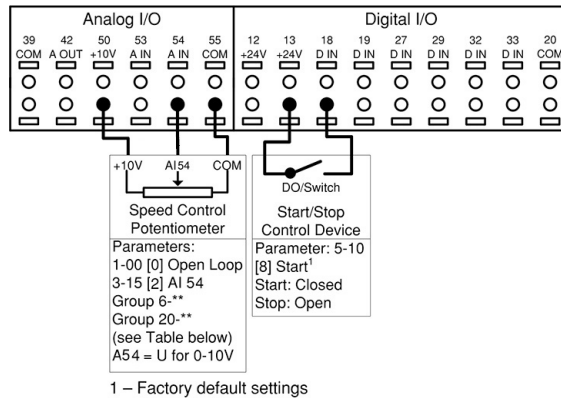 Analog I/O
Digital I/O
39 42 50 53 54 55 12 13 18 19 27 29 32 33 20
COM A OUT +10V A IN A IN COM +24V +24V D IN D IN D IN D IN D IN D IN COM
+10V AI54 COM
DO/Switch
Speed Control
Potentiometer
Start/Stop
Control Device
Parameters:
1-00 [0] Open Loop
3-15 [2] AI 54
Group 6-**
Group 20-**
(see Table below)
A54 = U for 0-10V
Parameter: 5-10
[8] Start¹
Start: Closed
Stop: Open
1 – Factory default settings